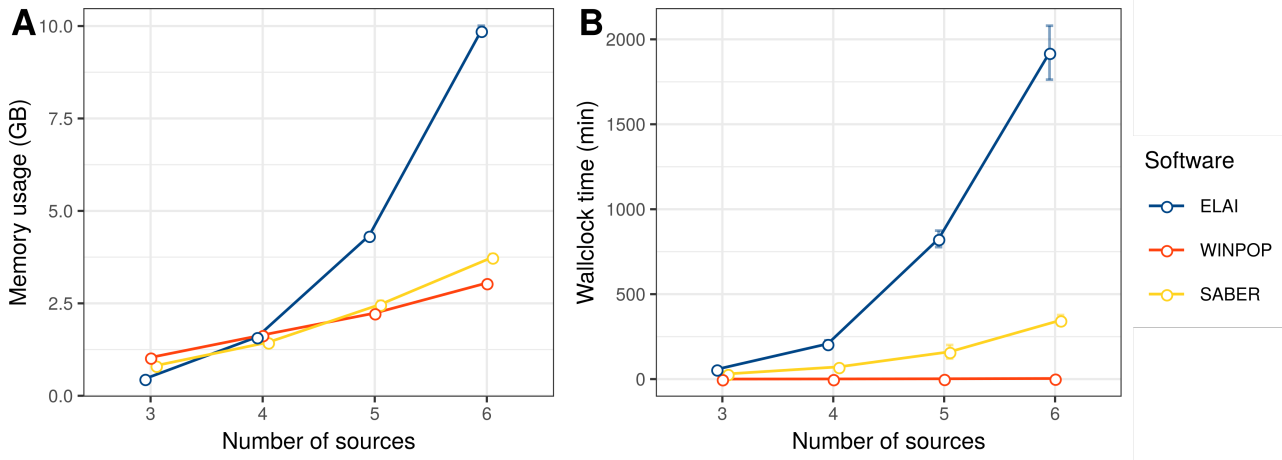 A
Memory usage (GB)
10.0
7.5
5.0
2.5
0.0
3 4 5 6
Number of sources
B
Wallclock time (min)
2000
1500
1000
500
0
3 4 5 6
Number of sources
Software
ELAI
WINPOP
SABER